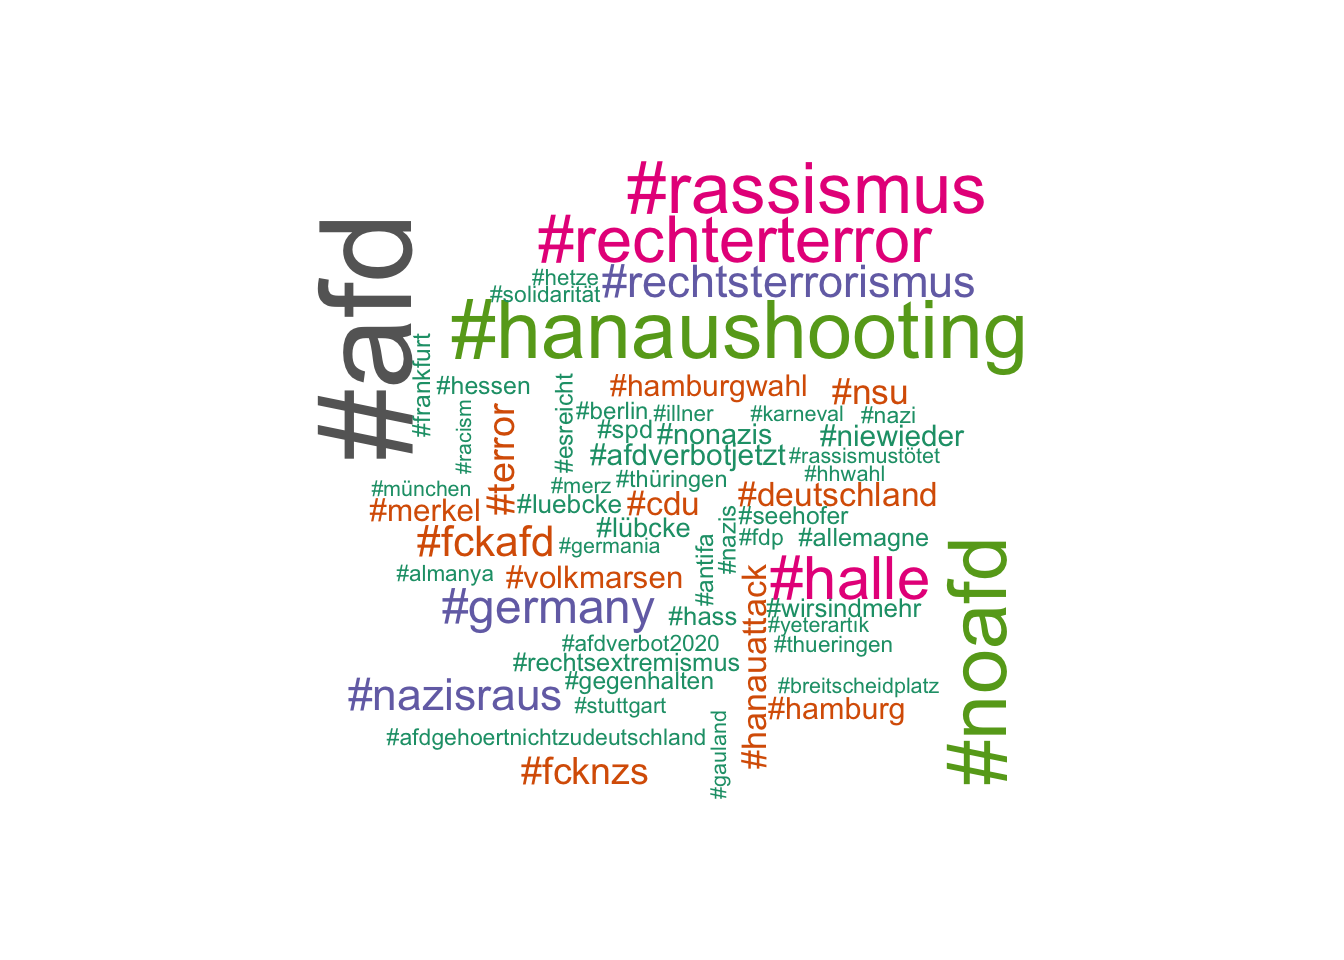 #rassismus
#rechterterror
#afd
#hetze
#rechtsterrorismus
#solidarität
#hanaushooting
#frankfurt
#hessen
#esreicht
#hamburgwahl
#nsu
#racism
#terror
#berlin
#illner
#karneval
#nazi
#spd
#nonazis
#niewieder
#afdverbotjetzt
#rassismustötet
#hhwahl
#thüringen
#münchen
#merz
#deutschland
#merkel
#luebcke
#cdu
#seehofer
#lübcke
#nazis
#fdp
#allemagne
#fckafd
#germania
#antifa
#noafd
#almanya
#volkmarsen
#halle
#germany
#hass
#hanauattack
#wirsindmehr
#yeterartik
#afdverbot2020
#thueringen
#rechtsextremismus
#gegenhalten
#breitscheidplatz
#nazisraus
#stuttgart
#hamburg
#afdgehoertnichtzudeutschland
#gauland
#fcknzs